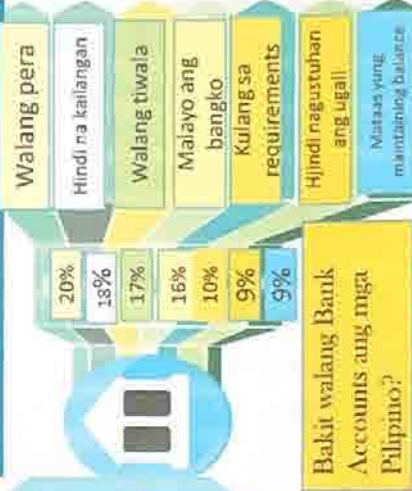 Walang pera
Hindi na kailangan
Walang tiwala
Malayo ang
bangko
Kulang sa
requirements
Hjindi nagustuhan
ang ugali
Mataas yung
maintaining balance
20%
18%
17%
16%
10%
9%
9%
Bakit walang Bank
Accounts ang mga
Pilipino?